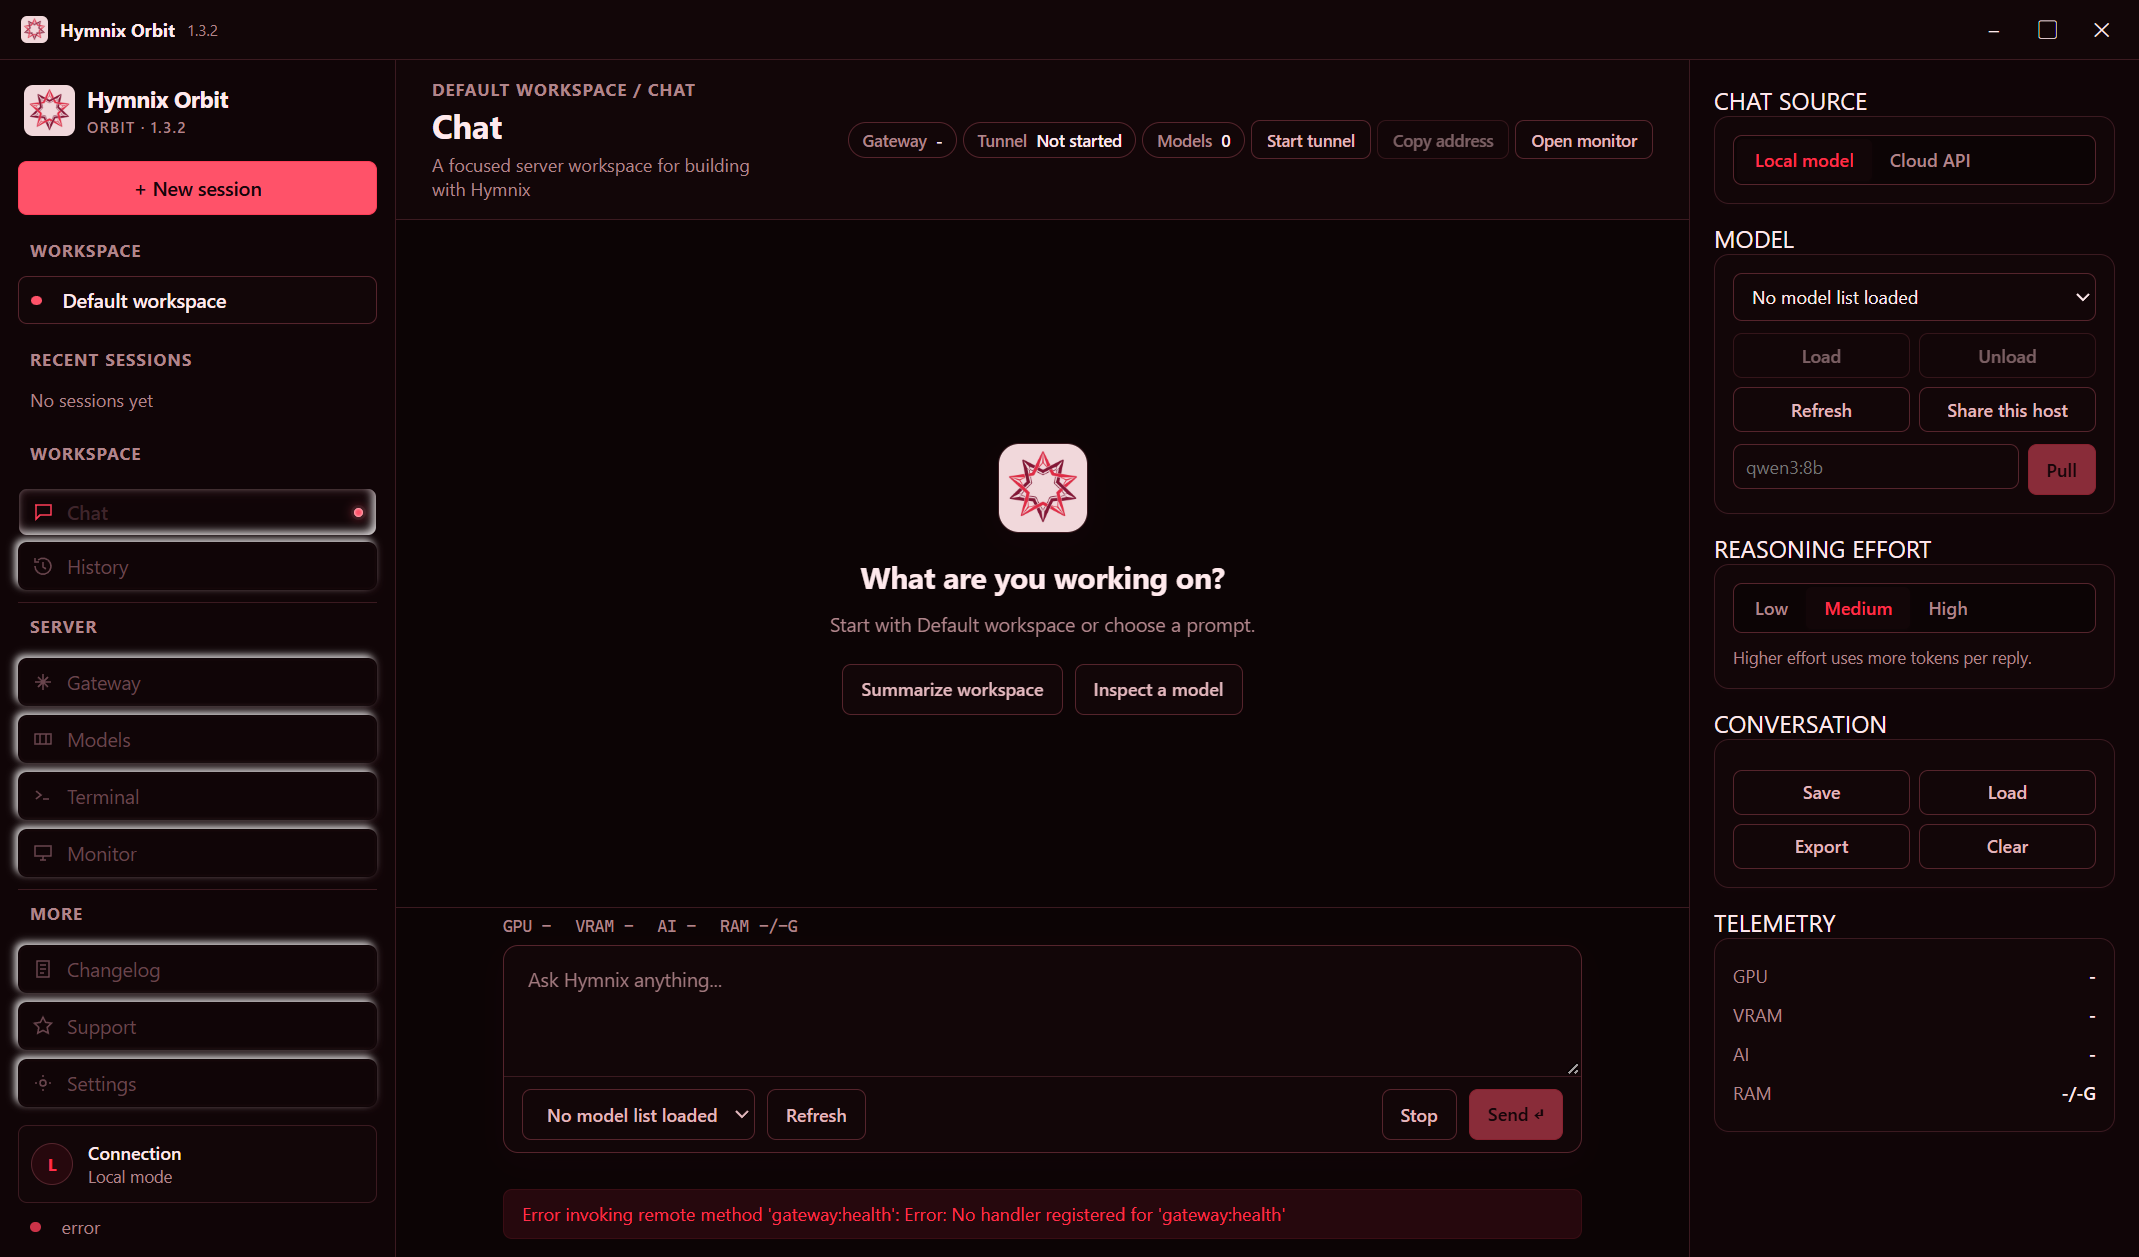 Hymnix Orbit 1.3.2
Hymnix Orbit
ORBIT · 1.3.2
+ New session
WORKSPACE
Default workspace
RECENT SESSIONS
No sessions yet
WORKSPACE
Chat
History
SERVER
Gateway
Models
Terminal
Monitor
MORE
Changelog
Support
Settings
L
Connection
Local mode
error
DEFAULT WORKSPACE / CHAT
Chat
A focused server workspace for building
with Hymnix
Gateway -
Tunnel Not started
Models 0
Start tunnel
Copy address
Open monitor
What are you working on?
Start with Default workspace or choose a prompt.
Summarize workspace
Inspect a model
GPU – VRAM – AI – RAM –/–G
Ask Hymnix anything...
No model list loaded
Refresh
Stop
Send ↵
Error invoking remote method 'gateway:health': Error: No handler registered for 'gateway:health'
CHAT SOURCE
Local model
Cloud API
MODEL
No model list loaded
Load
Unload
Refresh
Share this host
qwen3:8b
Pull
REASONING EFFORT
Low
Medium
High
Higher effort uses more tokens per reply.
CONVERSATION
Save
Load
Export
Clear
TELEMETRY
GPU -
VRAM -
AI -
RAM -/-G